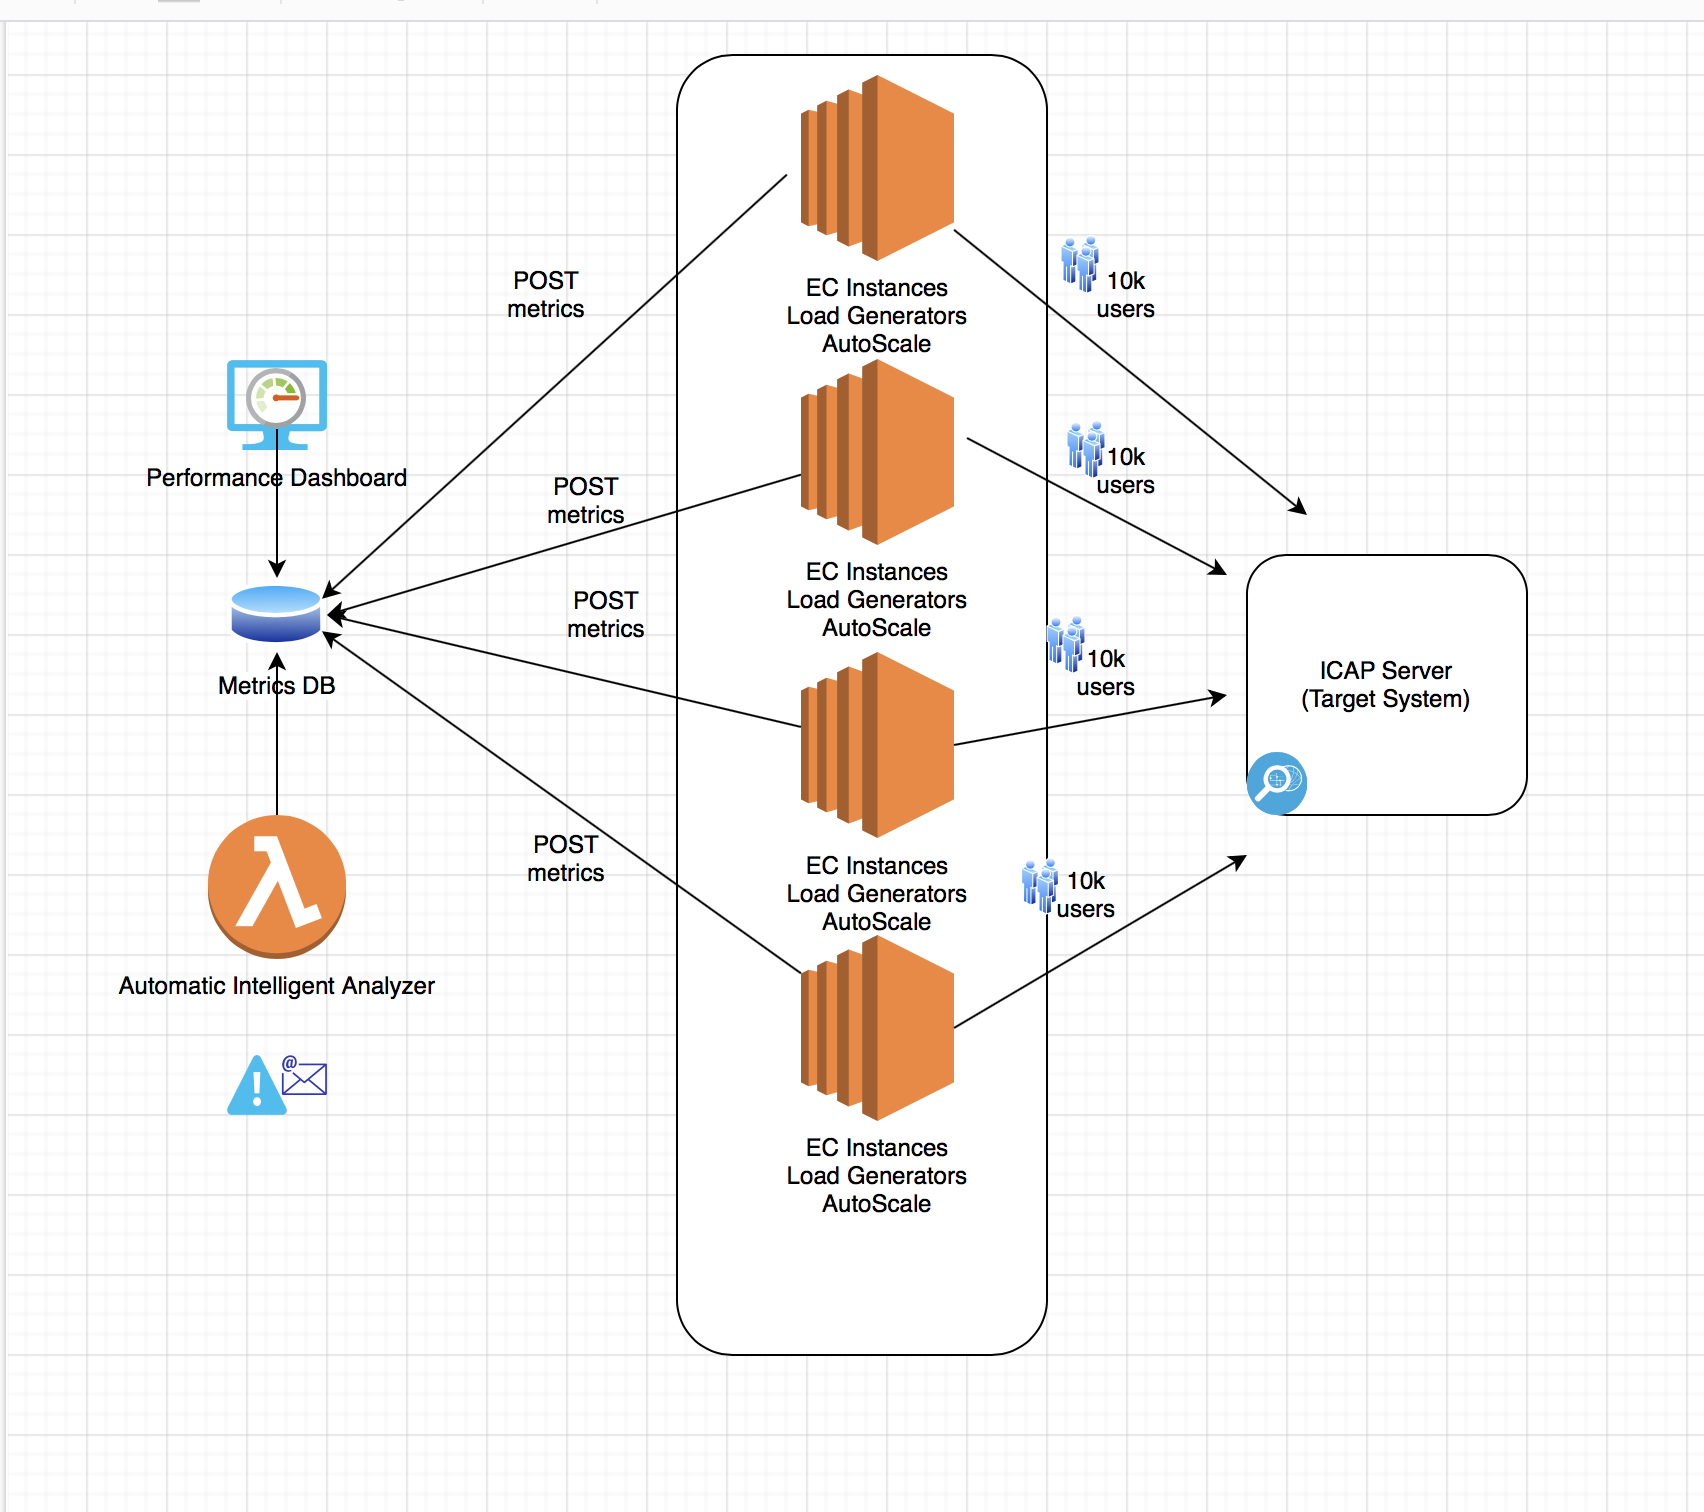 EC Instances
Load Generators
AutoScale
POST
metrics
10k
users
Performance Dashboard
POST
metrics
EC Instances
Load Generators
AutoScale
10k
users
POST
metrics
Metrics DB
10k
users
ICAP Server
(Target System)
POST
metrics
EC Instances
Load Generators
AutoScale
10k
users
Automatic Intelligent Analyzer
@
EC Instances
Load Generators
AutoScale